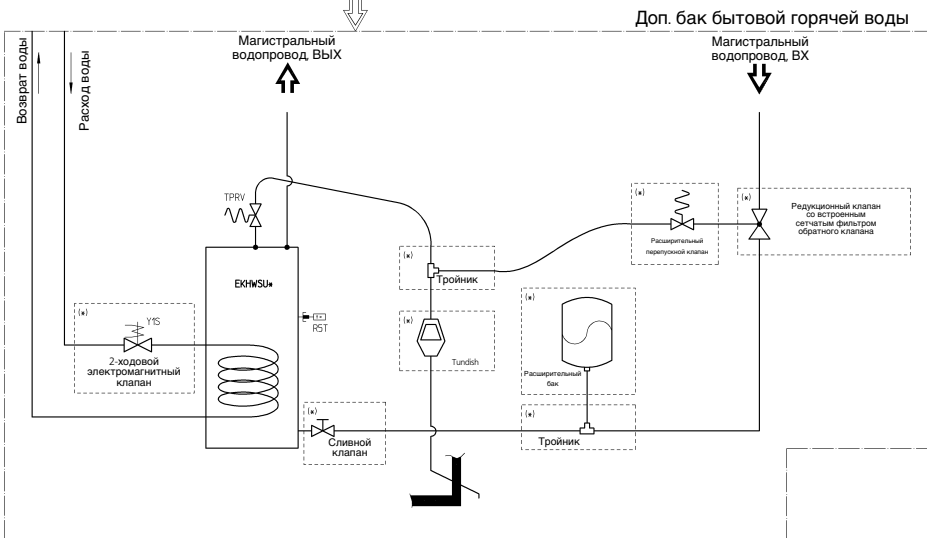 Доп. бак бытовой горячей воды
Магистральный
водопровод, ВЫХ
Магистральный
водопровод, ВХ
Возврат воды
Расход воды
TPRV
(*)
Расширительный
перепускной клапан
(*)
Редукционный клапан
со встроенным
сетчатым фильтром
обратного клапана
(*)
Тройник
EKHWSU*
(*)
Y1S
2-ходовой
электромагнитный
клапан
t>
R5T
(*)
Tundish
(*)
Расширительный
бак
(*)
Сливной
клапан
(*)
Тройник